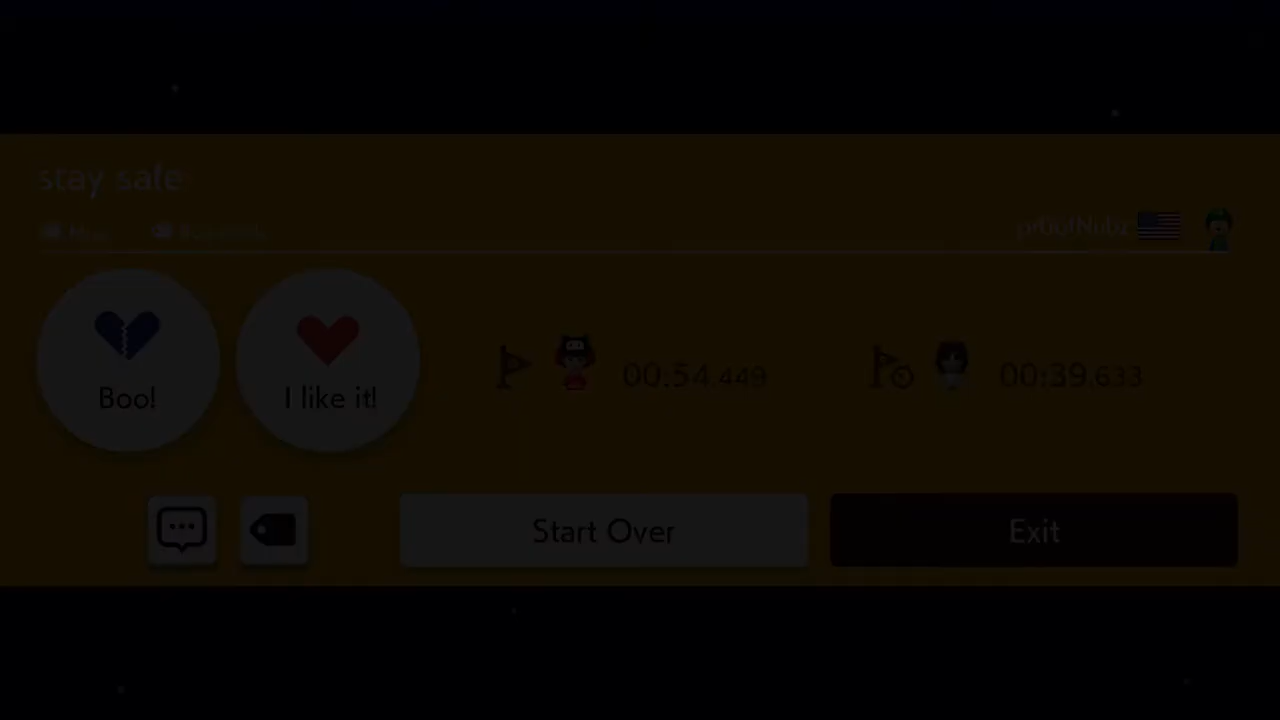 stay safe
Boo!
I like it!
00:54.449
00:39.633
Start Over
Exit